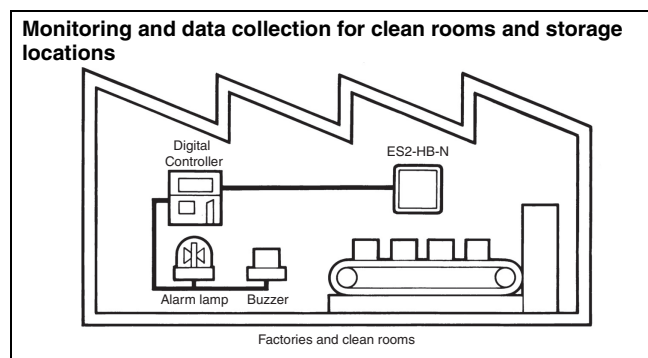 Monitoring and data collection for clean rooms and storage
locations
Digital
Controller
ES2-HB-N
Alarm lamp
Buzzer
Factories and clean rooms